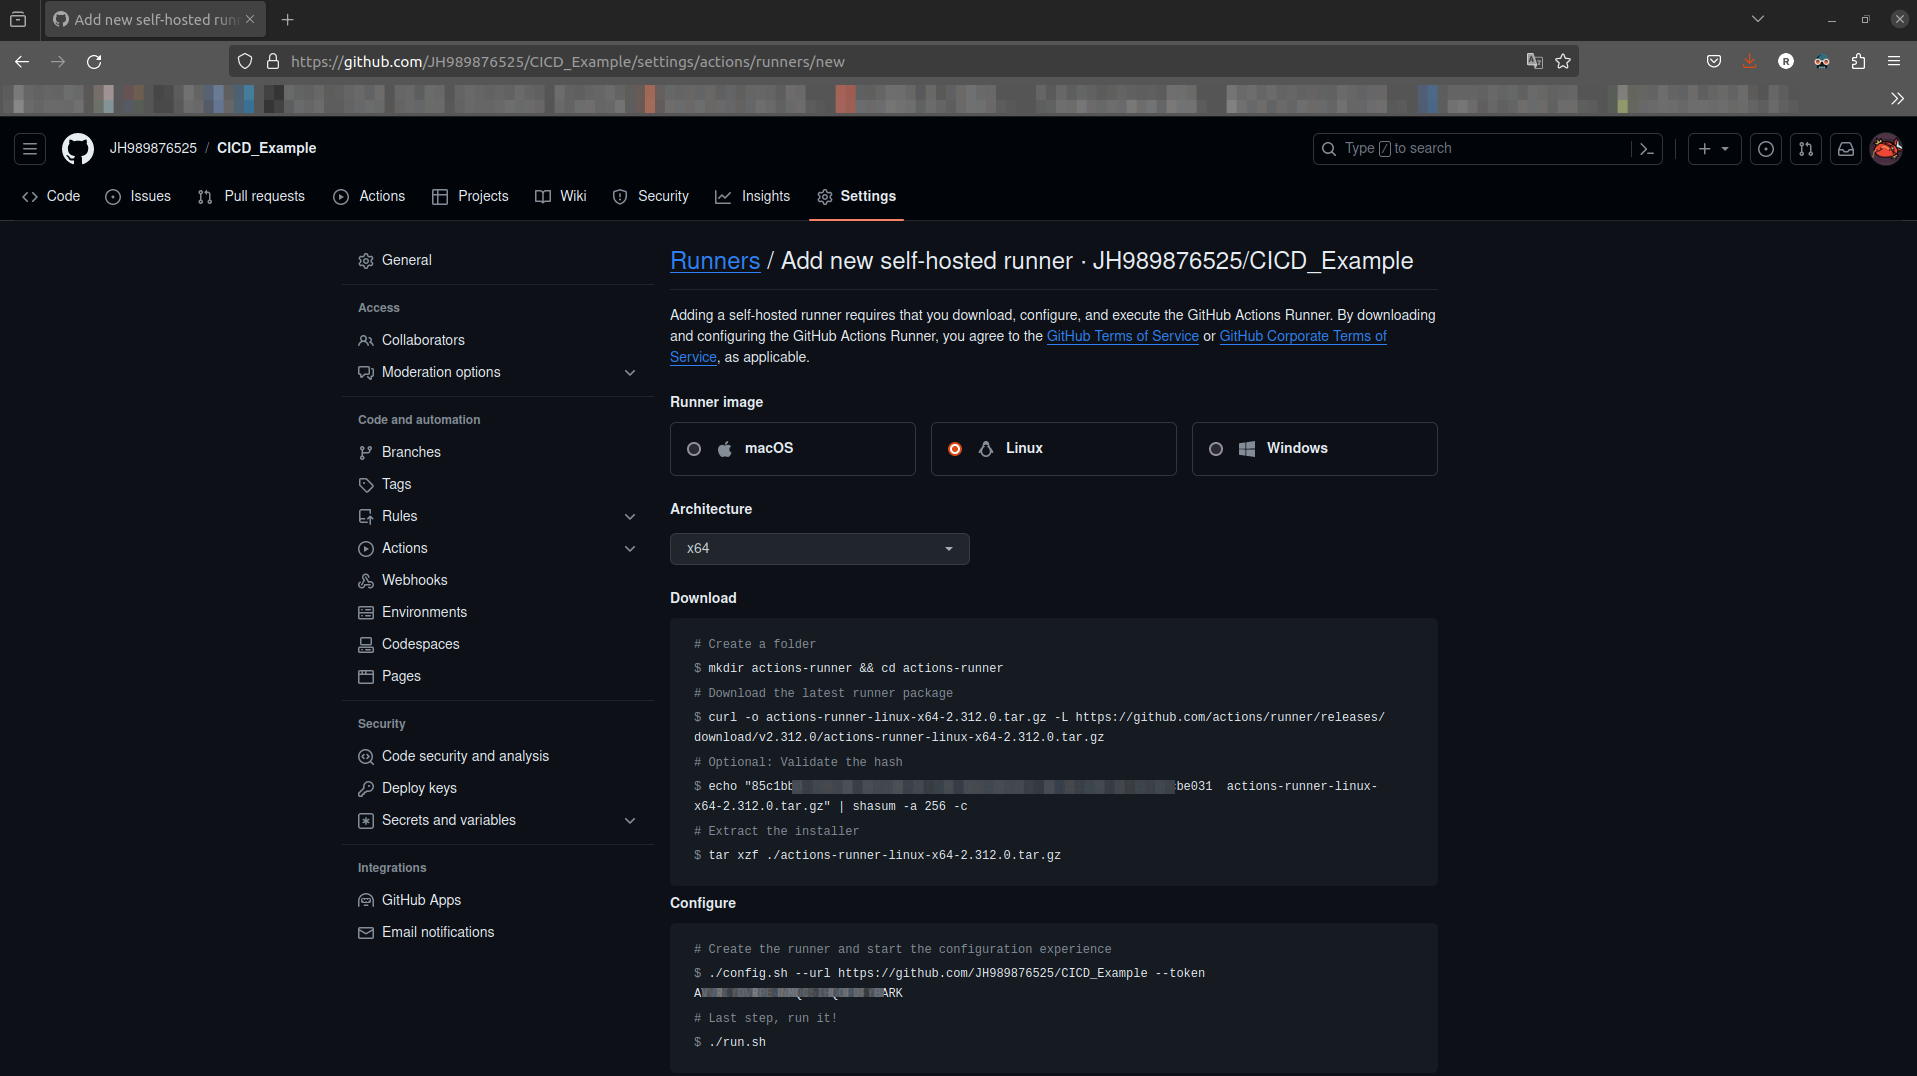 Add new self-hosted run
https://github.com/JH989876525/CICD_Example/settings/actions/runners/new
R
JH989876525 / CICD_Example
Type / to search
Code
Issues
Pull requests
Actions
Projects
Wiki
Security
Insights
Settings
General
Access
Collaborators
Moderation options
Code and automation
Branches
Tags
Rules
Actions
Webhooks
Environments
Codespaces
Pages
Security
Code security and analysis
Deploy keys
Secrets and variables
Integrations
GitHub Apps
Email notifications
Runners / Add new self-hosted runner · JH989876525/CICD_Example
Adding a self-hosted runner requires that you download, configure, and execute the GitHub Actions Runner. By downloading
and configuring the GitHub Actions Runner, you agree to the GitHub Terms of Service or GitHub Corporate Terms of
Service, as applicable.
Runner image
macOS
Linux
Windows
Architecture
x64
Download
# Create a folder
$ mkdir actions-runner && cd actions-runner
# Download the latest runner package
$ curl -o actions-runner-linux-x64-2.312.0.tar.gz -L https://github.com/actions/runner/releases/
download/v2.312.0/actions-runner-linux-x64-2.312.0.tar.gz
# Optional: Validate the hash
$ echo "85c1bb be031  actions-runner-linux-
x64-2.312.0.tar.gz" | shasum -a 256 -c
# Extract the installer
$ tar xzf ./actions-runner-linux-x64-2.312.0.tar.gz
Configure
# Create the runner and start the configuration experience
$ ./config.sh --url https://github.com/JH989876525/CICD_Example --token
A ARK
# Last step, run it!
$ ./run.sh